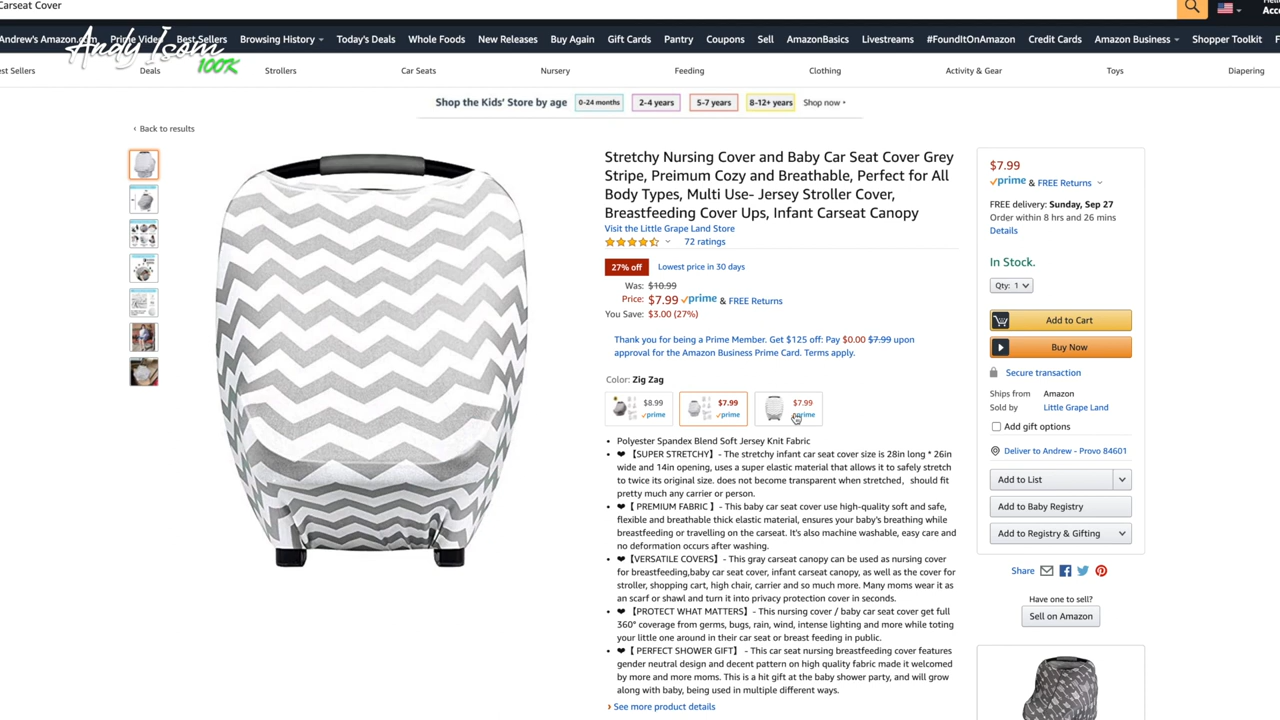 Carseat Cover
Andrew's Amazon.com Prime Video Best Sellers Browsing History Today's Deals Whole Foods New Releases Buy Again Gift Cards Pantry Coupons AmazonBasics Livestreams #FoundItOnAmazon Credit Cards Amazon Business Shopper Toolkit
Andy Isom
100K
est Sellers Deals Strollers Car Seats Nursery Feeding Clothing Activity & Gear Toys Diapering
Shop the Kids' Store by age 0-24 months 2-4 years 5-7 years 8-12+ years Shop now
‹ Back to results
Stretchy Nursing Cover and Baby Car Seat Cover Grey
Stripe, Preimum Cozy and Breathable, Perfect for All
Body Types, Multi Use- Jersey Stroller Cover,
Breastfeeding Cover Ups, Infant Carseat Canopy
Visit the Little Grape Land Store
72 ratings
27% off Lowest price in 30 days
Was: $10.99
Price: $7.99 prime & FREE Returns
You Save: $3.00 (27%)
Thank you for being a Prime Member. Get $125 off: Pay $0.00 $7.99 upon
approval for the Amazon Business Prime Card. Terms apply.
Color: Zig Zag
$8.99 $7.99 $7.99
prime prime prime
• Polyester Spandex Blend Soft Jersey Knit Fabric
• ❤【SUPER STRETCHY】- The stretchy infant car seat cover size is 28in long * 26in
wide and 14in opening, uses a super elastic material that allows it to safely stretch
to twice its original size. does not become transparent when stretched，should fit
pretty much any carrier or person.
• ❤【 PREMIUM FABRIC 】- This baby car seat cover use high-quality soft and safe,
flexible and breathable thick elastic material, ensures your baby's breathing while
breastfeeding or travelling on the carseat. It's also machine washable, easy care and
no deformation occurs after washing.
• ❤【VERSATILE COVERS】- This gray carseat canopy can be used as nursing cover
for breastfeeding,baby car seat cover, infant carseat canopy, as well as the cover for
stroller, shopping cart, high chair, carrier and so much more. Many moms wear it as
an scarf or shawl and turn it into privacy protection cover in seconds.
• ❤【PROTECT WHAT MATTERS】- This nursing cover / baby car seat cover get full
360° coverage from germs, bugs, rain, wind, intense lighting and more while toting
your little one around in their car seat or breast feeding in public.
• ❤【 PERFECT SHOWER GIFT】 - This car seat nursing breastfeeding cover features
gender neutral design and decent pattern on high quality fabric made it welcomed
by more and more moms. This is a hit gift at the baby shower party, and will grow
along with baby, being used in multiple different ways.
› See more product details
$7.99
prime & FREE Returns
FREE delivery: Sunday, Sep 27
Order within 8 hrs and 26 mins
Details
In Stock.
Qty: 1
Add to Cart
Buy Now
Secure transaction
Ships from Amazon
Sold by Little Grape Land
Add gift options
Deliver to Andrew - Provo 84601
Add to List
Add to Baby Registry
Add to Registry & Gifting
Share
Have one to sell?
Sell on Amazon